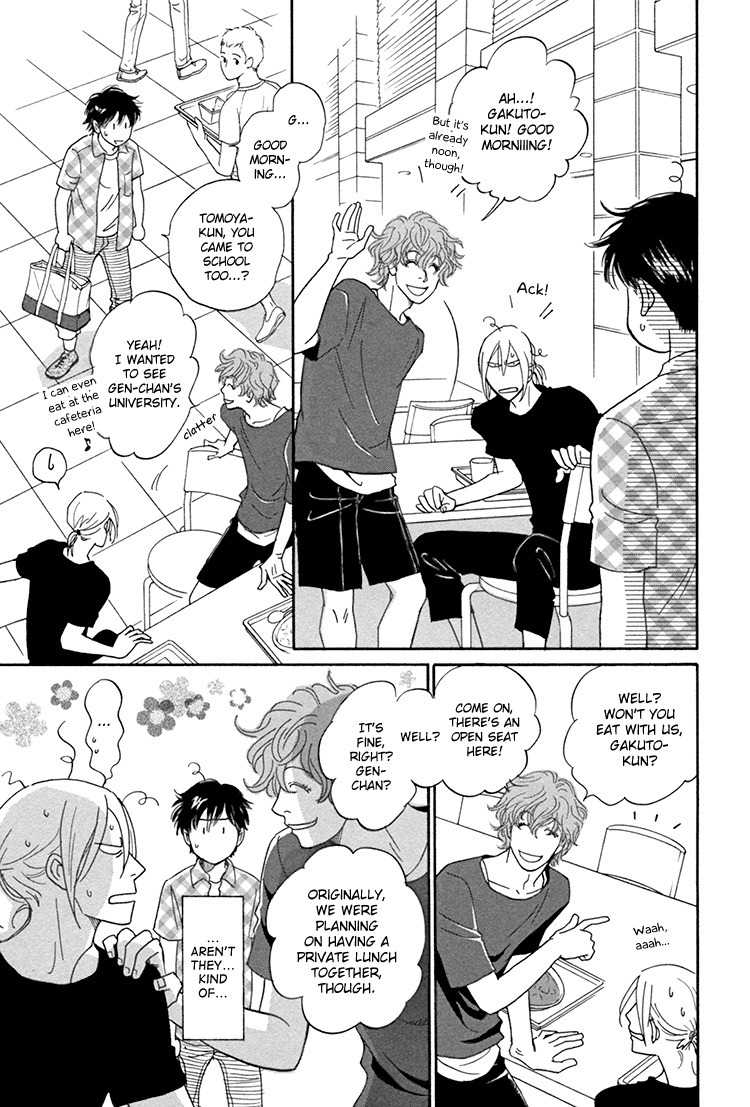 AH...!
GAKUTO-
KUN! GOOD
MORNIIING!
But it's
already
noon,
though!
Ack!
G...
GOOD
MORN-
ING...
TOMOYA-
KUN, YOU
CAME TO
SCHOOL
TOO...?
YEAH!
I WANTED
TO SEE
GEN-CHAN'S
UNIVERSITY.
I can even
eat at the
cafeteria
here!
♪
clatter
WELL?
WON'T YOU
EAT WITH US,
GAKUTO-
KUN?
COME ON,
THERE'S AN
OPEN SEAT
HERE!
Waah,
aaah...
WELL?
IT'S
FINE,
RIGHT?
GEN-
CHAN?
...
ORIGINALLY,
WE WERE
PLANNING
ON HAVING A
PRIVATE LUNCH
TOGETHER,
THOUGH.
...
AREN'T
THEY...
KIND
OF...